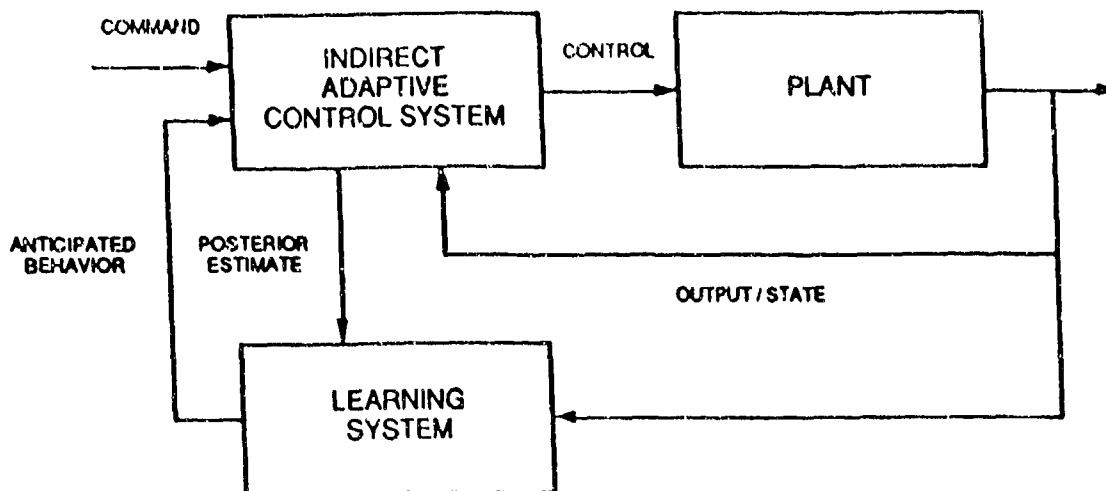 COMMAND
INDIRECT
ADAPTIVE
CONTROL SYSTEM
CONTROL
PLANT
ANTICIPATED
BEHAVIOR
POSTERIOR
ESTIMATE
OUTPUT / STATE
LEARNING
SYSTEM